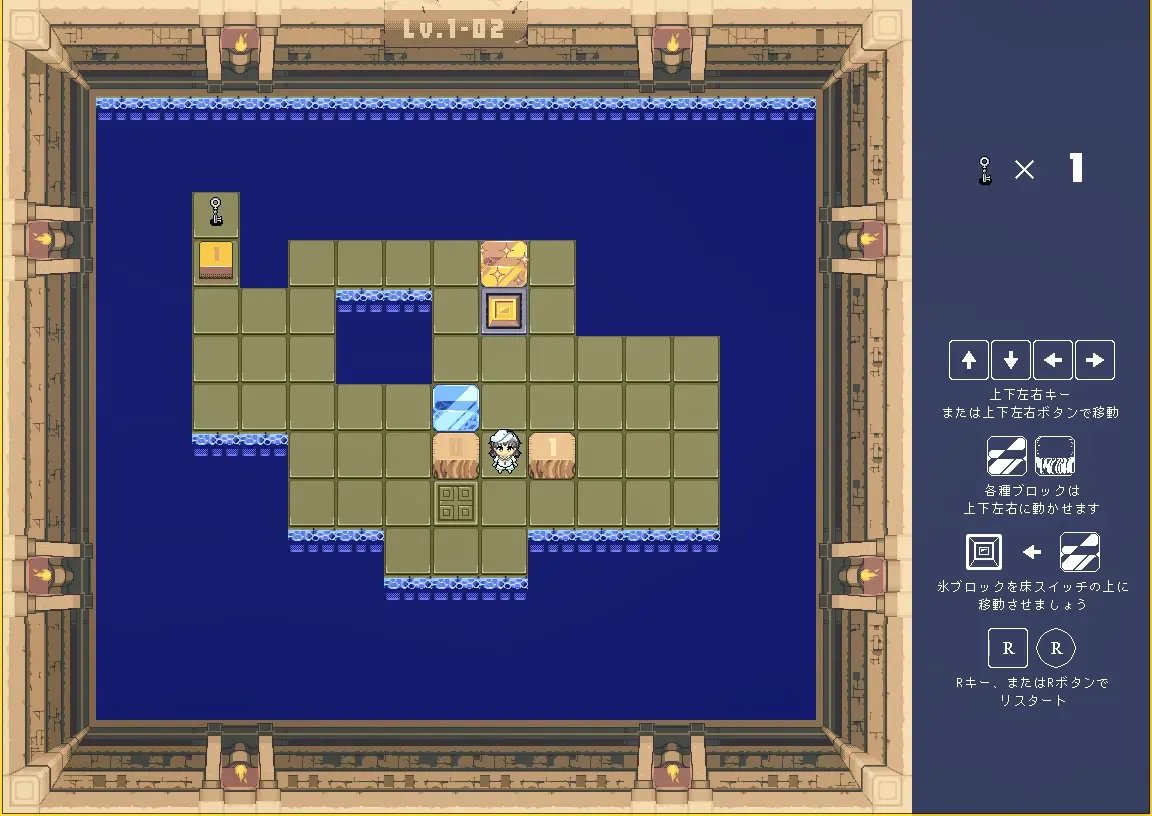 Lv.1-02
× 1
1
0
1
↑ ↓ ← →
上下左右キー
または上下左右ボタンで移動
各種ブロックは
上下左右に動かせます
←
氷ブロックを床スイッチの上に
移動させましょう
R R
Rキー、またはRボタンで
リスタート